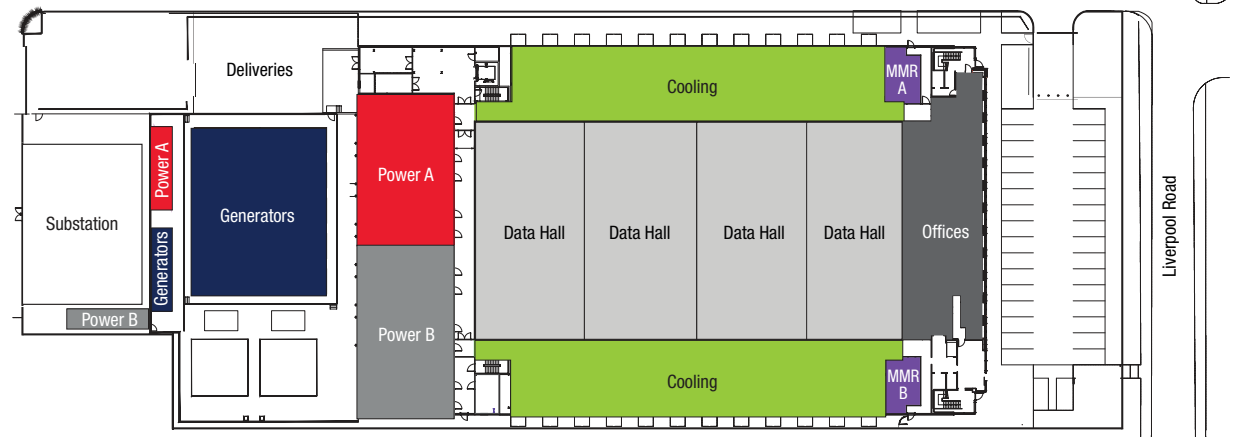 Deliveries
Cooling
MMR
A
Power A
Substation
Generators
Generators
Power B
Power A
Power B
Data Hall
Data Hall
Data Hall
Data Hall
Offices
Cooling
MMR
B
Liverpool Road